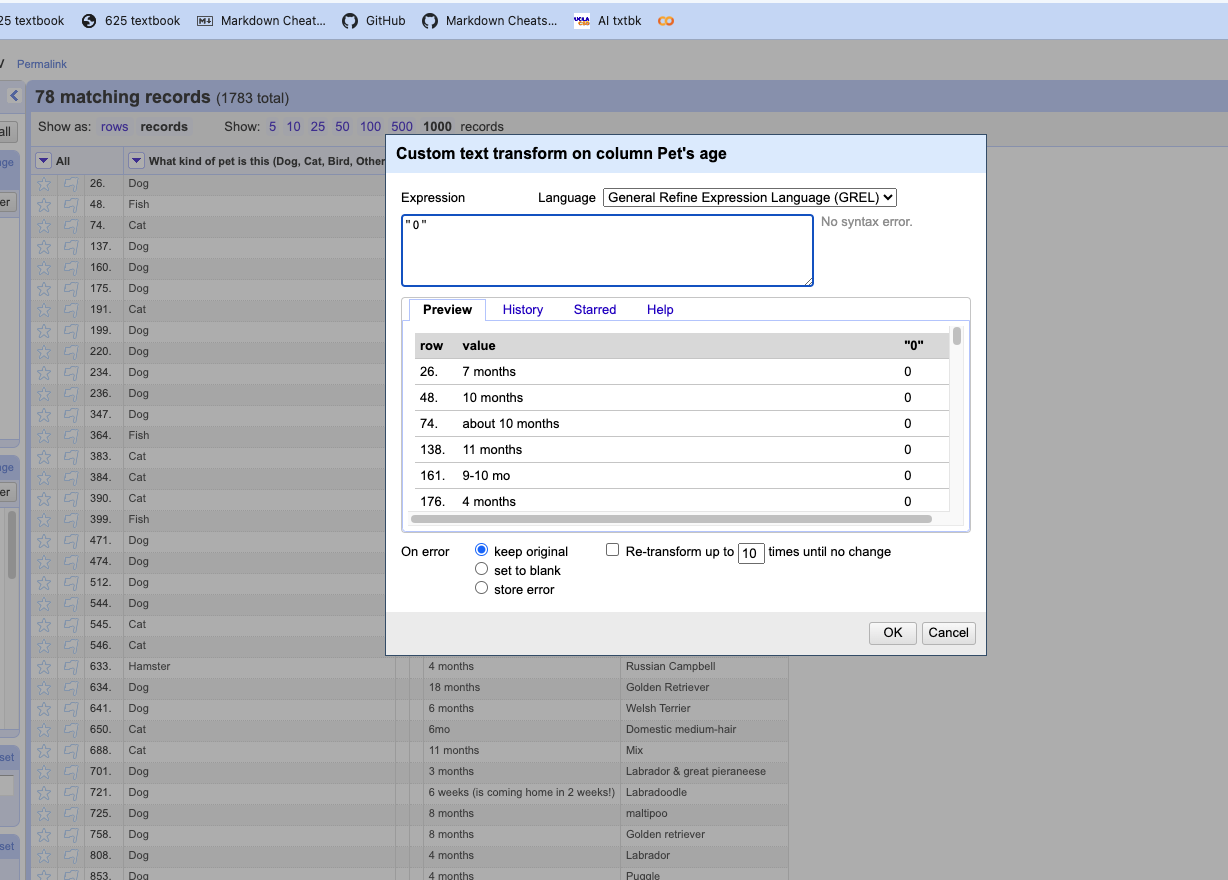 25 textbook 625 textbook Markdown Cheat... GitHub Markdown Cheats... UCLA AI txtbk
Permalink
78 matching records (1783 total)
Show as: rows records Show: 5 10 25 50 100 500 1000 records
all
All What kind of pet is this (Dog, Cat, Bird, Other
nge
26. Dog
er 48. Fish
74. Cat
137. Dog
160. Dog
175. Dog
191. Cat
199. Dog
220. Dog
234. Dog
236. Dog
347. Dog
364. Fish
383. Cat
nge
384. Cat
er 390. Cat
399. Fish
471. Dog
474. Dog
512. Dog
544. Dog
545. Cat
546. Cat
633. Hamster 4 months Russian Campbell
634. Dog 18 months Golden Retriever
641. Dog 6 months Welsh Terrier
650. Cat 6mo Domestic medium-hair
688. Cat 11 months Mix
set
701. Dog 3 months Labrador & great pieraneese
721. Dog 6 weeks (is coming home in 2 weeks!) Labradoodle
725. Dog 8 months maltipoo
758. Dog 8 months Golden retriever
set
808. Dog 4 months Labrador
853. Dog 4 months Puggle
Custom text transform on column Pet's age
Expression Language General Refine Expression Language (GREL)
"0" No syntax error.
Preview History Starred Help
row value "0"
26. 7 months 0
48. 10 months 0
74. about 10 months 0
138. 11 months 0
161. 9-10 mo 0
176. 4 months 0
On error keep original Re-transform up to 10 times until no change
set to blank
store error
OK Cancel